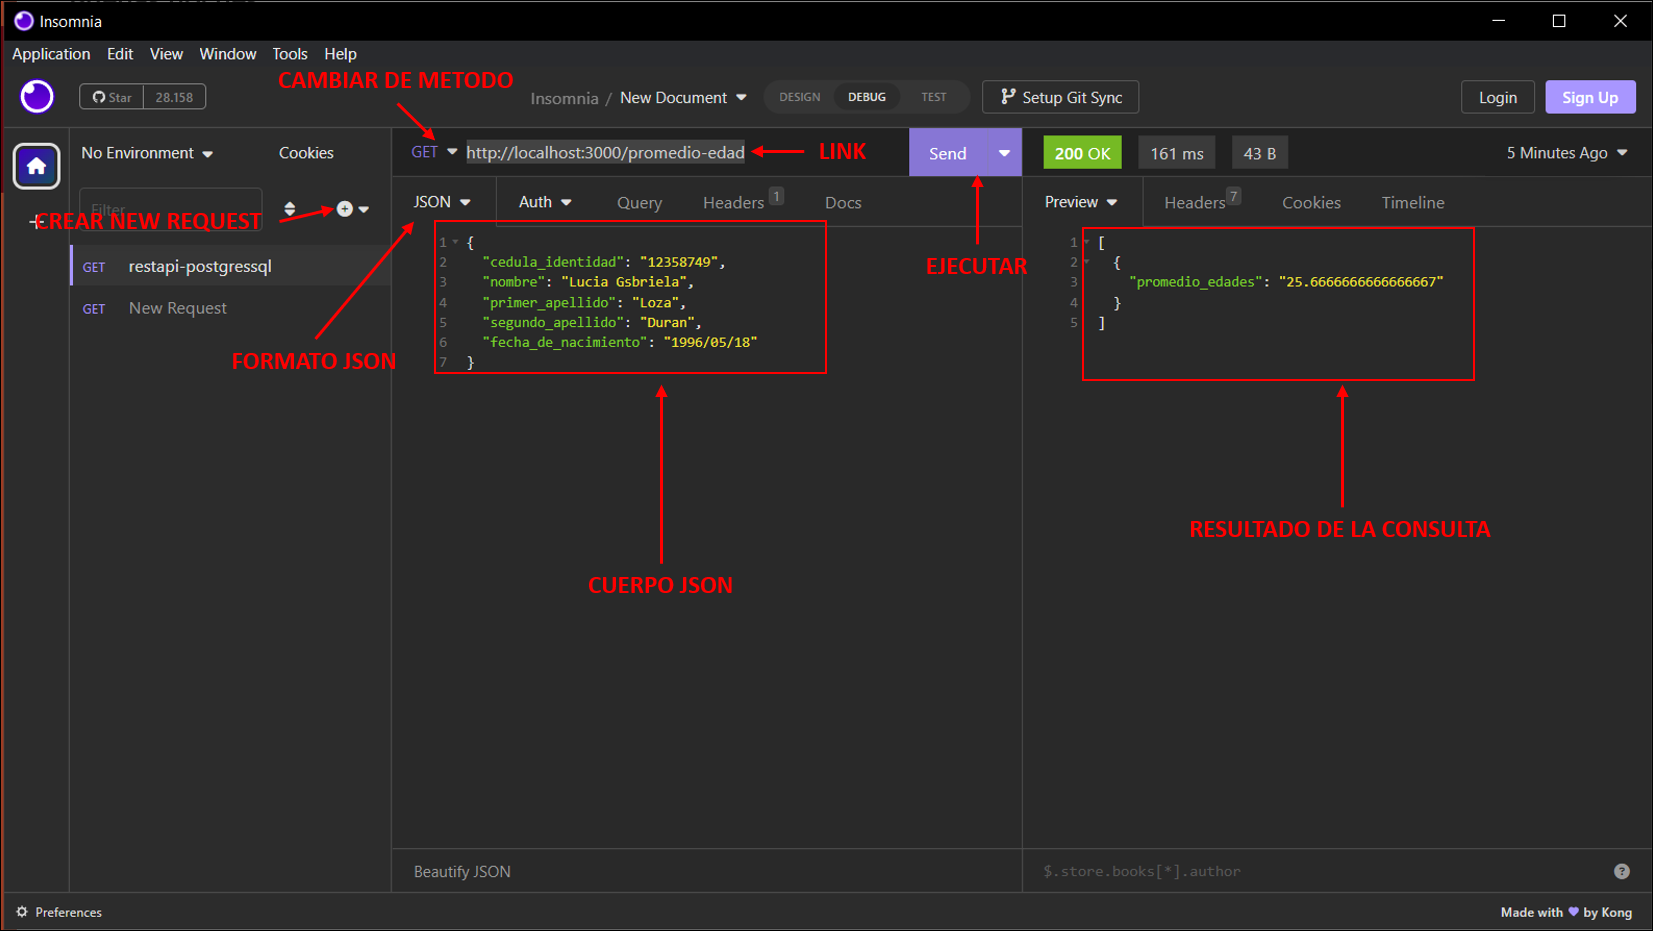 Insomnia
Application Edit View Window Tools Help
CAMBIAR DE METODO
Star 28.158
Insomnia / New Document
DESIGN DEBUG TEST
Setup Git Sync
Login
Sign Up
No Environment
Cookies
GET http://localhost:3000/promedio-edad
LINK
Send
200 OK
161 ms
43 B
5 Minutes Ago
Filter
CREAR NEW REQUEST
JSON Auth Query Headers 1 Docs
Preview Headers 7 Cookies Timeline
GET restapi-postgressql
GET New Request
FORMATO JSON
EJECUTAR
1 {
2 "cedula_identidad": "12358749",
3 "nombre": "Lucia Gsbriela",
4 "primer_apellido": "Loza",
5 "segundo_apellido": "Duran",
6 "fecha_de_nacimiento": "1996/05/18"
7 }
CUERPO JSON
1 [
2 {
3 "promedio_edades": "25.6666666666666667"
4 }
5 ]
RESULTADO DE LA CONSULTA
Beautify JSON
$.store.books[*].author
?
Preferences
Made with by Kong